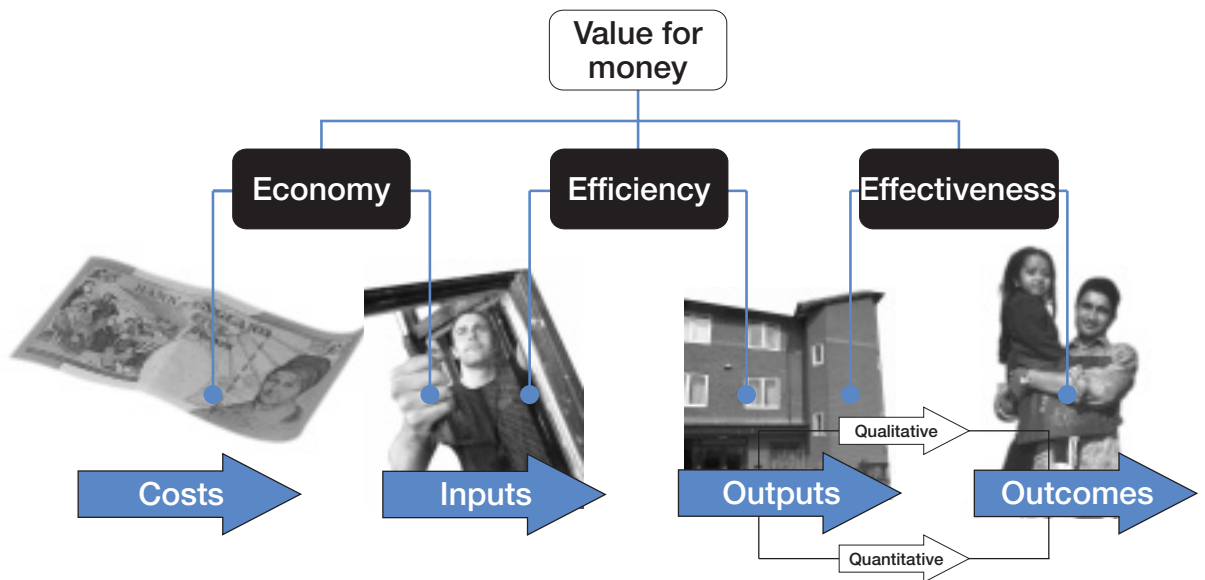 Value for
money
Economy
Efficiency
Effectiveness
Qualitative
Costs
Inputs
Outputs
Outcomes
Quantitative